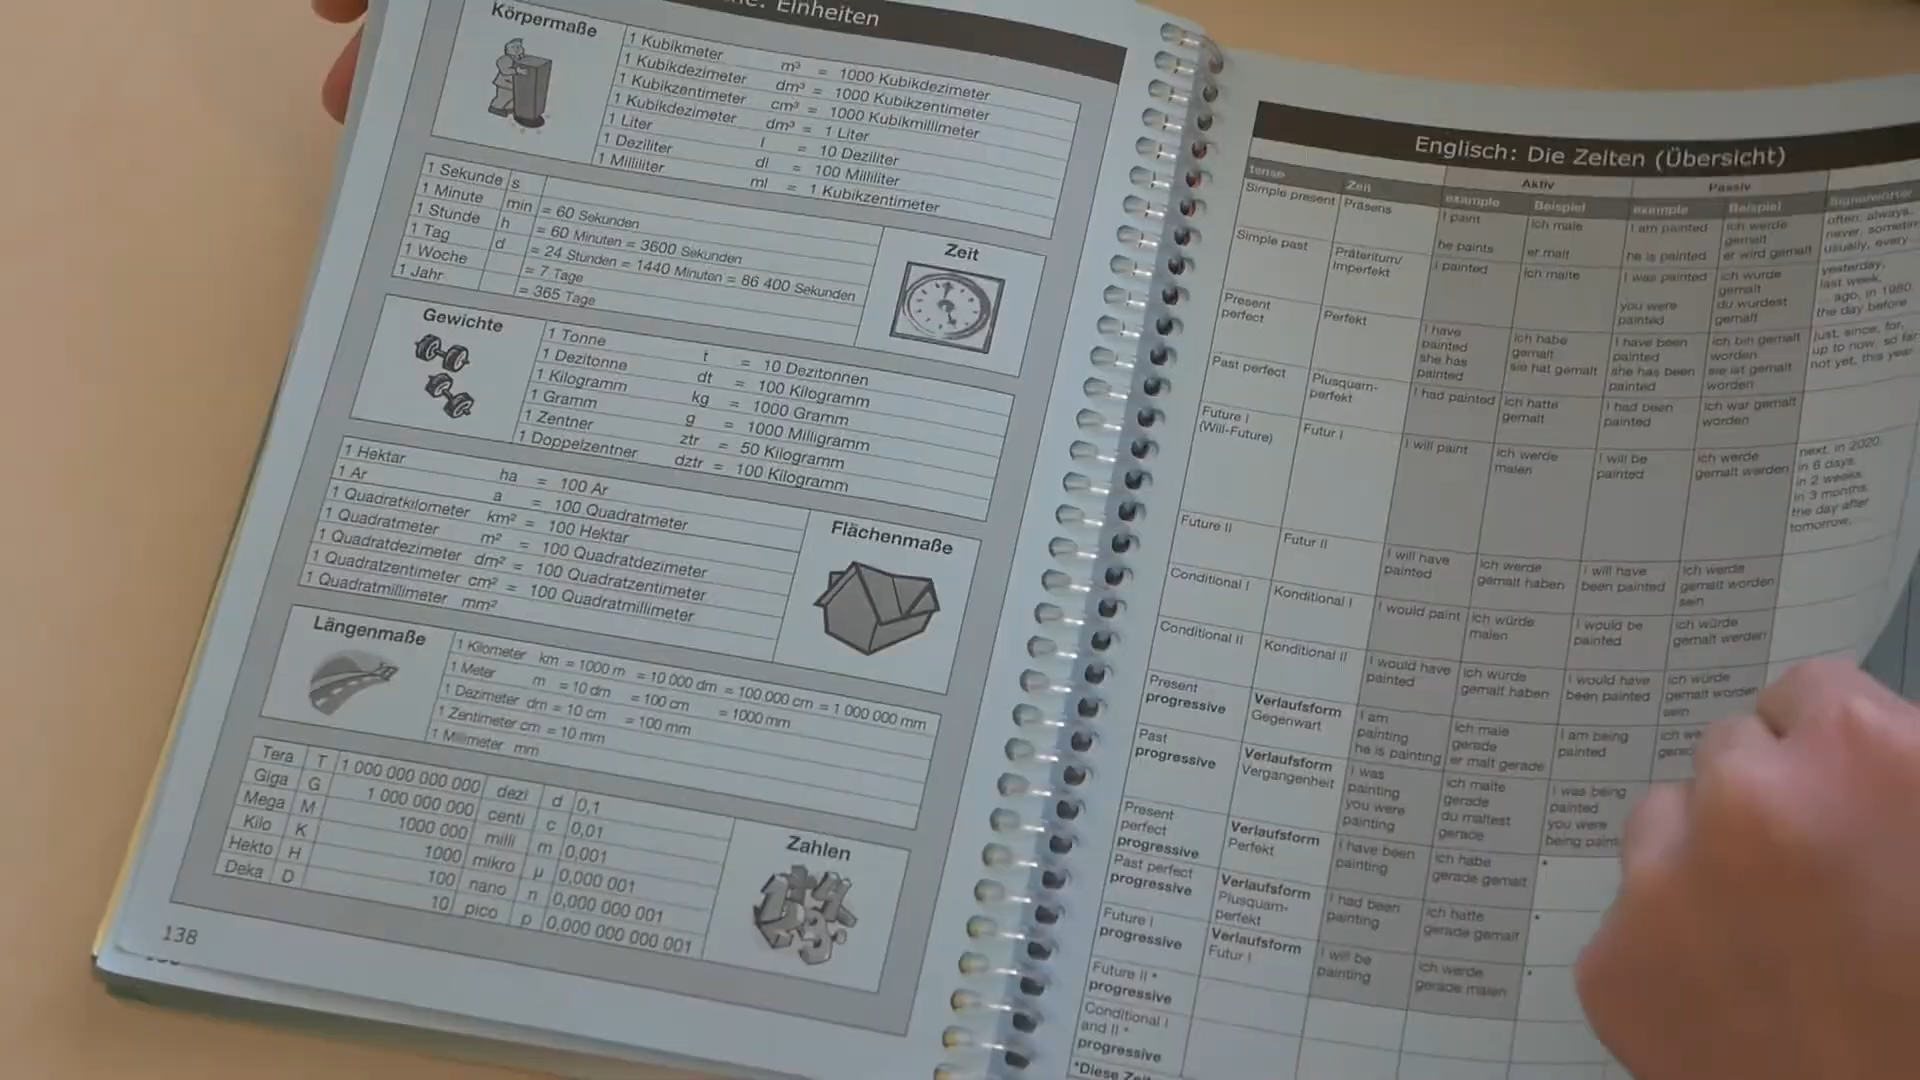 Einheiten
Körpermaße
1 Kubikmeter m³ = 1000 Kubikdezimeter
1 Kubikdezimeter dm³ = 1000 Kubikzentimeter
1 Kubikzentimeter cm³ = 1000 Kubikmillimeter
1 Kubikdezimeter dm³ = 1 Liter
1 Liter l = 10 Deziliter
1 Deziliter dl = 100 Milliliter
1 Milliliter ml = 1 Kubikzentimeter
1 Sekunde s
1 Minute min = 60 Sekunden
1 Stunde h = 60 Minuten = 3600 Sekunden
1 Tag d = 24 Stunden = 1440 Minuten = 86 400 Sekunden
1 Woche = 7 Tage
1 Jahr = 365 Tage
Zeit
Gewichte
1 Tonne t = 10 Dezitonnen
1 Dezitonne dt = 100 Kilogramm
1 Kilogramm kg = 1000 Gramm
1 Gramm g = 1000 Milligramm
1 Zentner ztr = 50 Kilogramm
1 Doppelzentner dztr = 100 Kilogramm
1 Hektar ha = 100 Ar
1 Ar a = 100 Quadratmeter
1 Quadratkilometer km² = 100 Hektar
1 Quadratmeter m² = 100 Quadratdezimeter
1 Quadratdezimeter dm² = 100 Quadratzentimeter
1 Quadratzentimeter cm² = 100 Quadratmillimeter
1 Quadratmillimeter mm²
Flächenmaße
Längenmaße
1 Kilometer km = 1000 m = 10 000 dm = 100 000 cm = 1 000 000 mm
1 Meter m = 10 dm = 100 cm = 1000 mm
1 Dezimeter dm = 10 cm = 100 mm
1 Zentimeter cm = 10 mm
1 Millimeter mm
Tera T 1 000 000 000 000 dezi d 0,1
Giga G 1 000 000 000 centi c 0,01
Mega M 1000 000 milli m 0,001
Kilo K 1000 mikro µ 0,000 001
Hekto H 100 nano n 0,000 000 001
Deka D 10 pico p 0,000 000 000 001
Zahlen
138
Englisch: Die Zeiten (Übersicht)
Aktiv Passiv
tense Zeit example Beispiel example Beispiel Signalwörter
Simple present Präsens I paint ich male I am painted ich werde often, always,
gemalt never,
he paints er malt he is painted er wird gemalt usually, every
Simple past Präteritum/ I painted ich malte I was painted ich wurde yesterday,
Imperfekt gemalt last week,
you were du wurdest ... ago, in 1980,
painted gemalt the day before
Present Perfekt I have ich habe I have been ich bin gemalt just, since, for,
perfect painted gemalt painted worden up to now, so far
she has sie hat gemalt she has been sie ist gemalt not yet, this year
painted painted worden
Past perfect Plusquam- I had painted ich hatte I had been ich war gemalt
perfekt gemalt painted worden
Future I Futur I I will paint ich werde I will be ich werde next, in 2020,
(Will-Future) malen painted gemalt werden in 6 days,
in 2 weeks,
in 3 months,
the day after
tomorrow,
Future II Futur II I will have ich werde I will have ich werde
painted gemalt haben been painted gemalt worden
sein
Conditional I Konditional I I would paint ich würde I would be ich würde
malen painted gemalt werden
Conditional II Konditional II I would have ich würde I would have ich würde
painted gemalt haben been painted gemalt worden
sein
Present Verlaufsform I am ich male I am being
progressive Gegenwart painting gerade painted
he is painting er malt gerade
Past Verlaufsform I was ich malte I was being
progressive Vergangenheit painting gerade painted
you were du maltest you were
painting gerade being
Present Verlaufsform I have been ich habe *
perfect Perfekt painting gerade gemalt
progressive
Past perfect Verlaufsform I had been ich hatte *
progressive Plusquam- painting gerade gemalt
perfekt
Future I Verlaufsform I will be ich werde *
progressive Futur I painting gerade malen
Future II *
progressive
Conditional I
and II *
progressive
*Diese